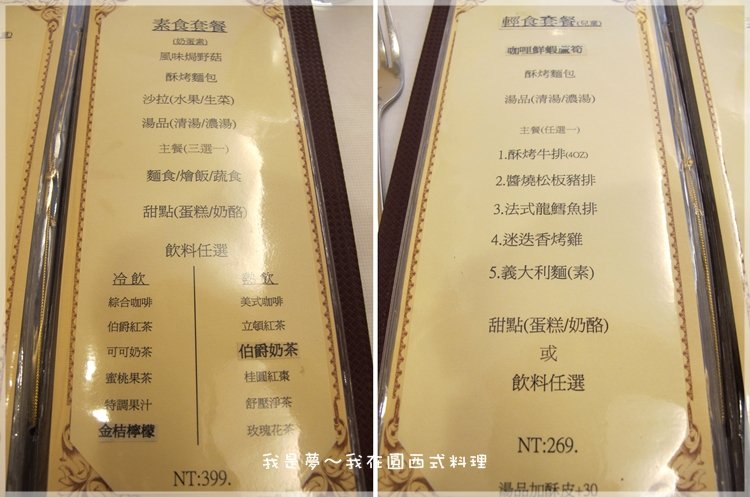 素食套餐
(奶蛋素)
風味焗野菇
酥烤麵包
沙拉(水果/生菜)
湯品(清湯/濃湯)
主餐(三選一)
麵食/燴飯/蔬食
甜點(蛋糕/奶酪)
飲料任選
冷飲 熱飲
綜合咖啡 美式咖啡
伯爵紅茶 立頓紅茶
可可奶茶 伯爵奶茶
蜜桃果茶 桂圓紅棗
特調果汁 舒壓淨茶
金桔檸檬 玫瑰花茶
NT:399.
輕食套餐(兒童)
咖哩鮮蝦蘆筍
酥烤麵包
湯品(清湯/濃湯)
主餐(任選一)
1.酥烤牛排(4OZ)
2.醬燒松板豬排
3.法式龍鱈魚排
4.迷迭香烤雞
5.義大利麵(素)
甜點(蛋糕/奶酪)
或
飲料任選
NT:269.
湯品加酥皮+30
我是夢～我在圓西式料理